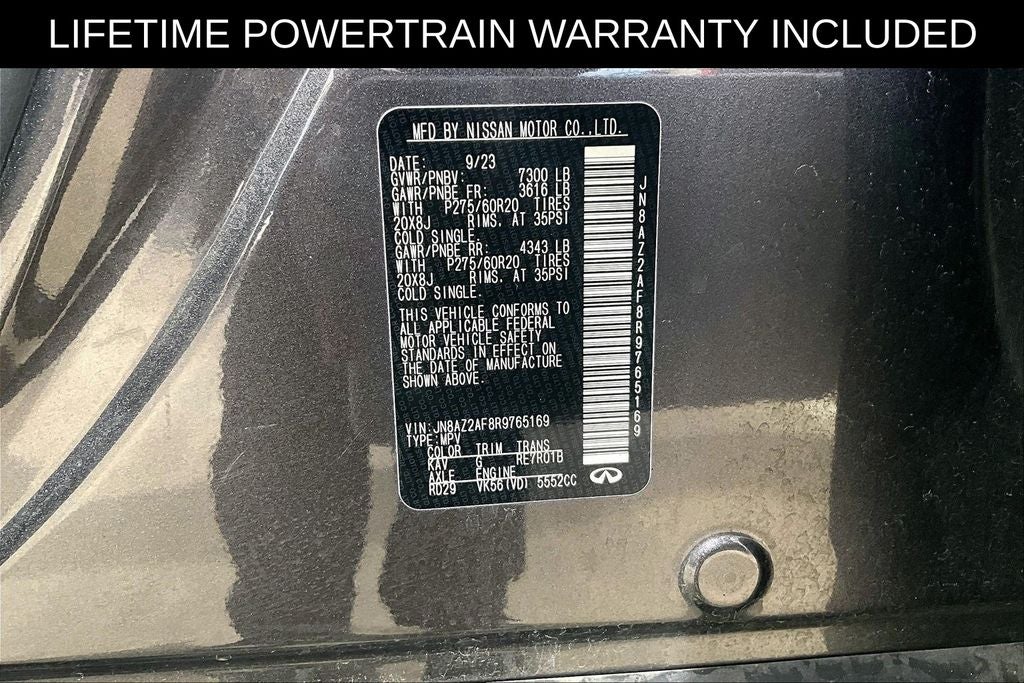 LIFETIME POWERTRAIN WARRANTY INCLUDED
MFD BY NISSAN MOTOR CO.,LTD.
DATE: 9/23
GVWR/PNBV: 7300 LB
GAWR/PNBE FR: 3616 LB
WITH P275/60R20 TIRES
20X8J RIMS. AT 35PSI
COLD SINGLE.
GAWR/PNBE RR: 4343 LB
WITH P275/60R20 TIRES
20X8J RIMS. AT 35PSI
COLD SINGLE.
THIS VEHICLE CONFORMS TO
ALL APPLICABLE FEDERAL
MOTOR VEHICLE SAFETY
STANDARDS IN EFFECT ON
THE DATE OF MANUFACTURE
SHOWN ABOVE.
VIN:JN8AZ2AF8R9765169
TYPE:MPV
COLOR TRIM TRANS
KAV G RE7R01B
AXLE ENGINE
RD29 VK56(VD) 5552CC
JN8AZ2AF8R9765169